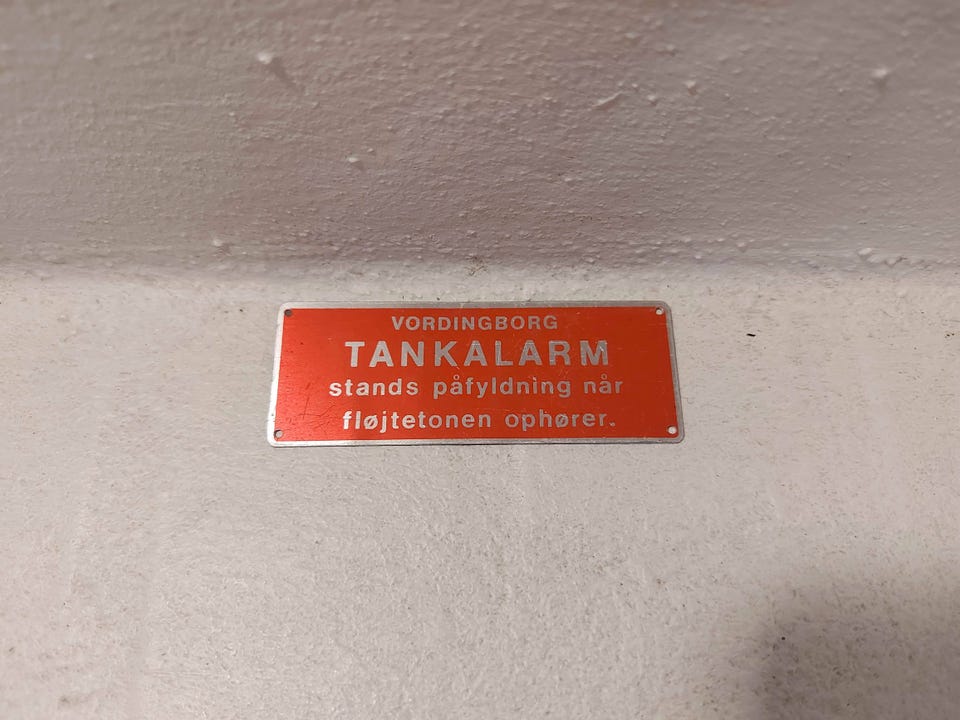 VORDINGBORG
TANKALARM
stands påfyldning når
fløjtetonen ophører.